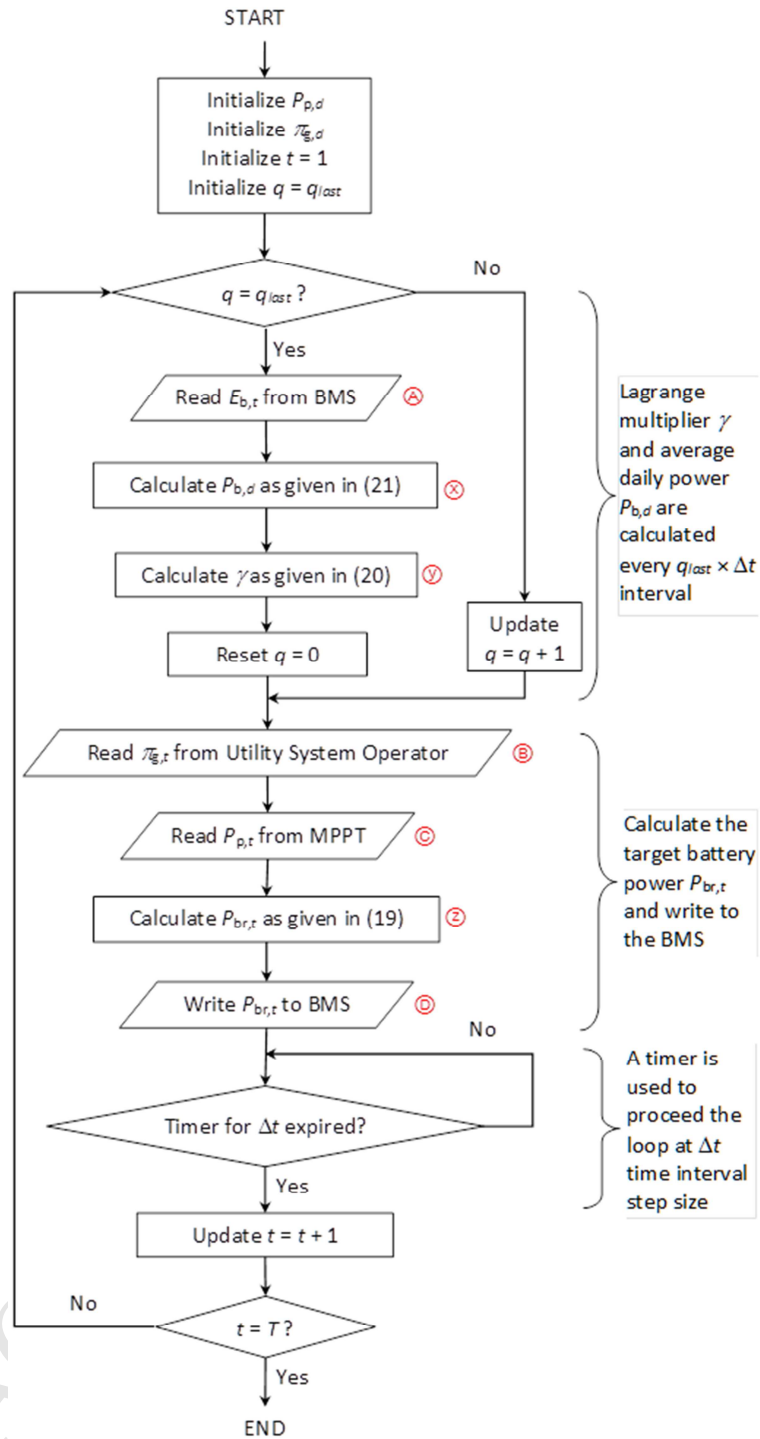 START
Initialize Pp,d
Initialize πg,d
Initialize t = 1
Initialize q = qlast
q = qlast ?
No
Yes
Read Eb,t from BMS
A
Calculate Pb,d as given in (21)
x
Calculate γ as given in (20)
y
Reset q = 0
Update
q = q + 1
Lagrange
multiplier γ
and average
daily power
Pb,d are
calculated
every qlast × Δt
interval
Read πg,t from Utility System Operator
B
Read Pp,t from MPPT
C
Calculate Pbr,t as given in (19)
z
Write Pbr,t to BMS
D
Calculate the
target battery
power Pbr,t
and write to
the BMS
No
Timer for Δt expired?
Yes
A timer is
used to
proceed the
loop at Δt
time interval
step size
Update t = t + 1
No
t = T ?
Yes
END